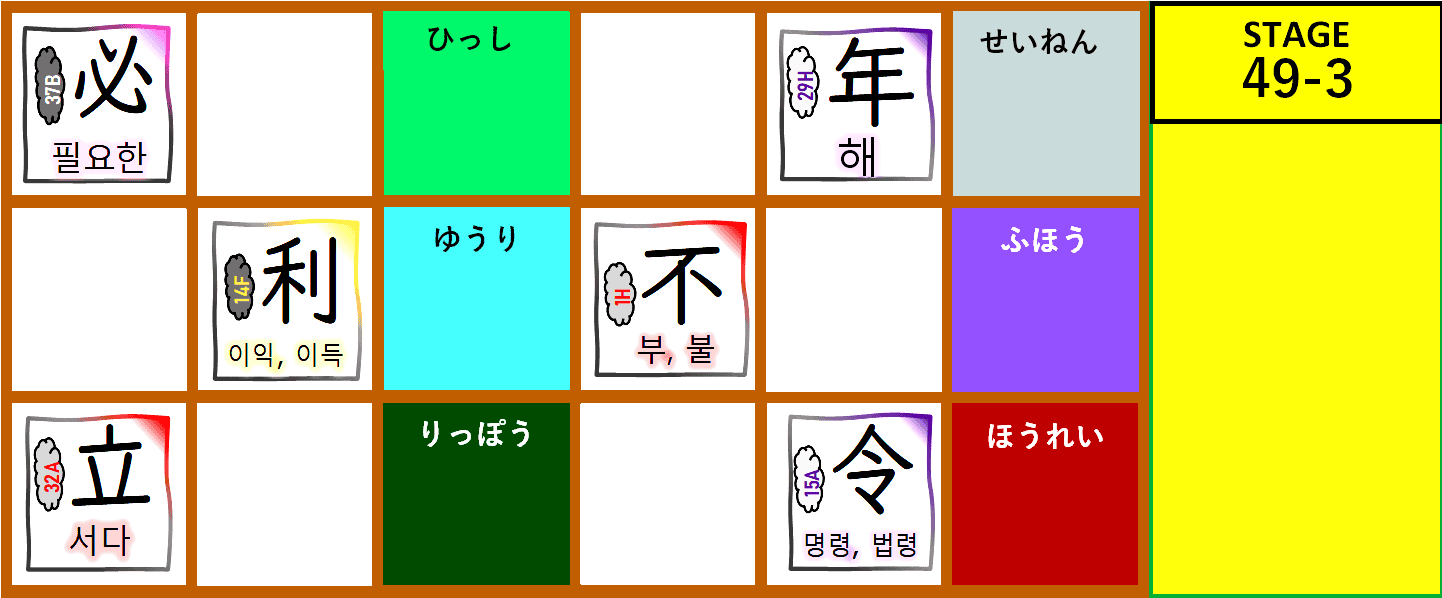 必
37B
필요한
ひっし
年
29H
해
せいねん
STAGE
49-3
利
14F
이익, 이득
ゆうり
不
1H
부, 불
ふほう
立
32A
서다
りっぽう
令
15A
명령, 법령
ほうれい